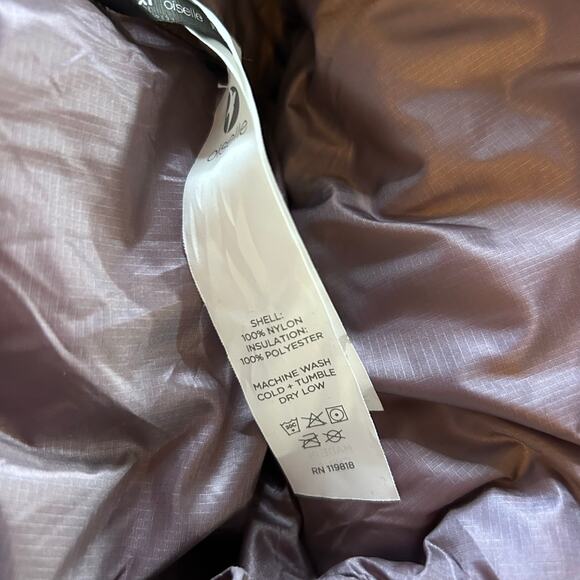 oiselle
oiselle
SHELL:
100% NYLON
INSULATION:
100% POLYESTER
MACHINE WASH
COLD + TUMBLE
DRY LOW
RN 119818